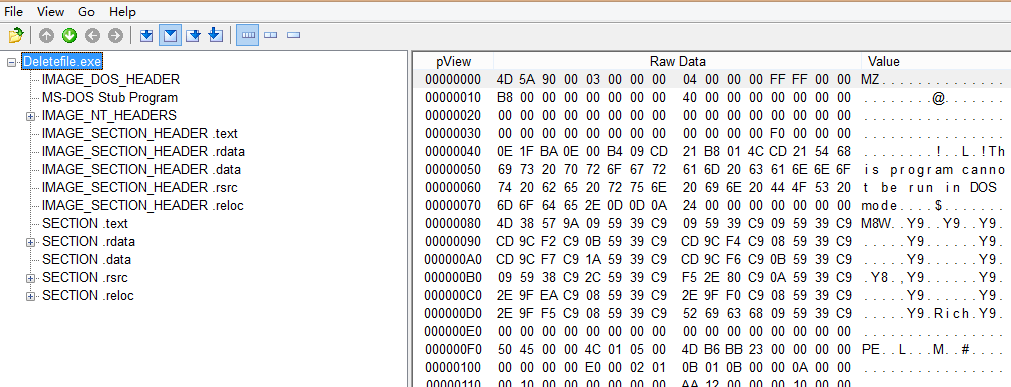 File View Go Help
Deletefile.exe
IMAGE_DOS_HEADER
MS-DOS Stub Program
IMAGE_NT_HEADERS
IMAGE_SECTION_HEADER .text
IMAGE_SECTION_HEADER .rdata
IMAGE_SECTION_HEADER .data
IMAGE_SECTION_HEADER .rsrc
IMAGE_SECTION_HEADER .reloc
SECTION .text
SECTION .rdata
SECTION .data
SECTION .rsrc
SECTION .reloc
pView Raw Data Value
00000000 4D 5A 90 00 03 00 00 00 04 00 00 00 FF FF 00 00 MZ..............
00000010 B8 00 00 00 00 00 00 00 40 00 00 00 00 00 00 00 ........@.......
00000020 00 00 00 00 00 00 00 00 00 00 00 00 00 00 00 00 ................
00000030 00 00 00 00 00 00 00 00 00 00 00 00 F0 00 00 00 ................
00000040 0E 1F BA 0E 00 B4 09 CD 21 B8 01 4C CD 21 54 68 ........!..L.!Th
00000050 69 73 20 70 72 6F 67 72 61 6D 20 63 61 6E 6E 6F is program canno
00000060 74 20 62 65 20 72 75 6E 20 69 6E 20 44 4F 53 20 t be run in DOS
00000070 6D 6F 64 65 2E 0D 0D 0A 24 00 00 00 00 00 00 00 mode....$.......
00000080 4D 38 57 9A 09 59 39 C9 09 59 39 C9 09 59 39 C9 M8W..Y9..Y9..Y9.
00000090 CD 9C F2 C9 0B 59 39 C9 CD 9C F4 C9 08 59 39 C9 .....Y9......Y9.
000000A0 CD 9C F7 C9 1A 59 39 C9 CD 9C F6 C9 0B 59 39 C9 .....Y9......Y9.
000000B0 09 59 38 C9 2C 59 39 C9 F5 2E 80 C9 0A 59 39 C9 .Y8.,Y9......Y9.
000000C0 2E 9F EA C9 08 59 39 C9 2E 9F F0 C9 08 59 39 C9 .....Y9......Y9.
000000D0 2E 9F F5 C9 08 59 39 C9 52 69 63 68 09 59 39 C9 .....Y9.Rich.Y9.
000000E0 00 00 00 00 00 00 00 00 00 00 00 00 00 00 00 00 ................
000000F0 50 45 00 00 4C 01 05 00 4D B6 BB 23 00 00 00 00 PE..L...M..#....
00000100 00 00 00 00 E0 00 02 01 0B 01 0B 00 00 0A 00 00 ................
00000110 00 10 00 00 00 00 00 00 AA 12 00 00 00 10 00 00